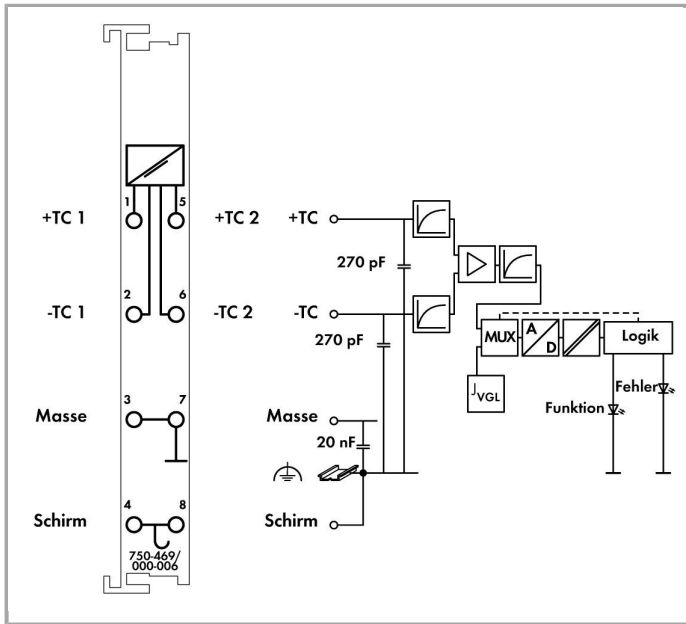 1 5
+TC 1 +TC 2 +TC
270 pF
2 6
-TC 1 -TC 2 -TC
270 pF
MUX A D Logik
J VGL
Fehler
Funktion
3 7
Masse Masse
20 nF
4 8
Schirm Schirm
750-469/
000-006